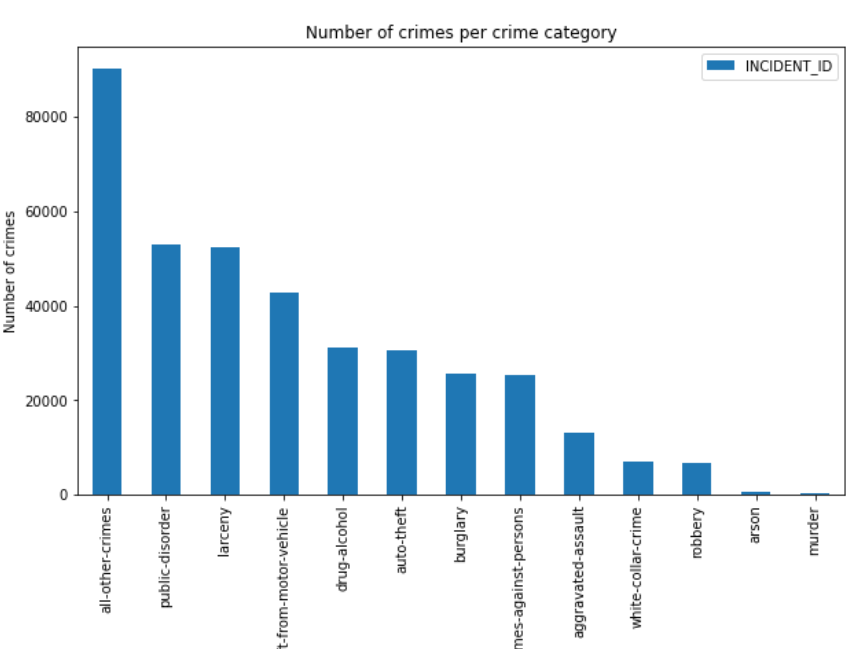 Number of crimes per crime category
INCIDENT_ID
Number of crimes
80000
60000
40000
20000
0
all-other-crimes
public-disorder
larceny
t-from-motor-vehicle
drug-alcohol
auto-theft
burglary
mes-against-persons
aggravated-assault
white-collar-crime
robbery
arson
murder